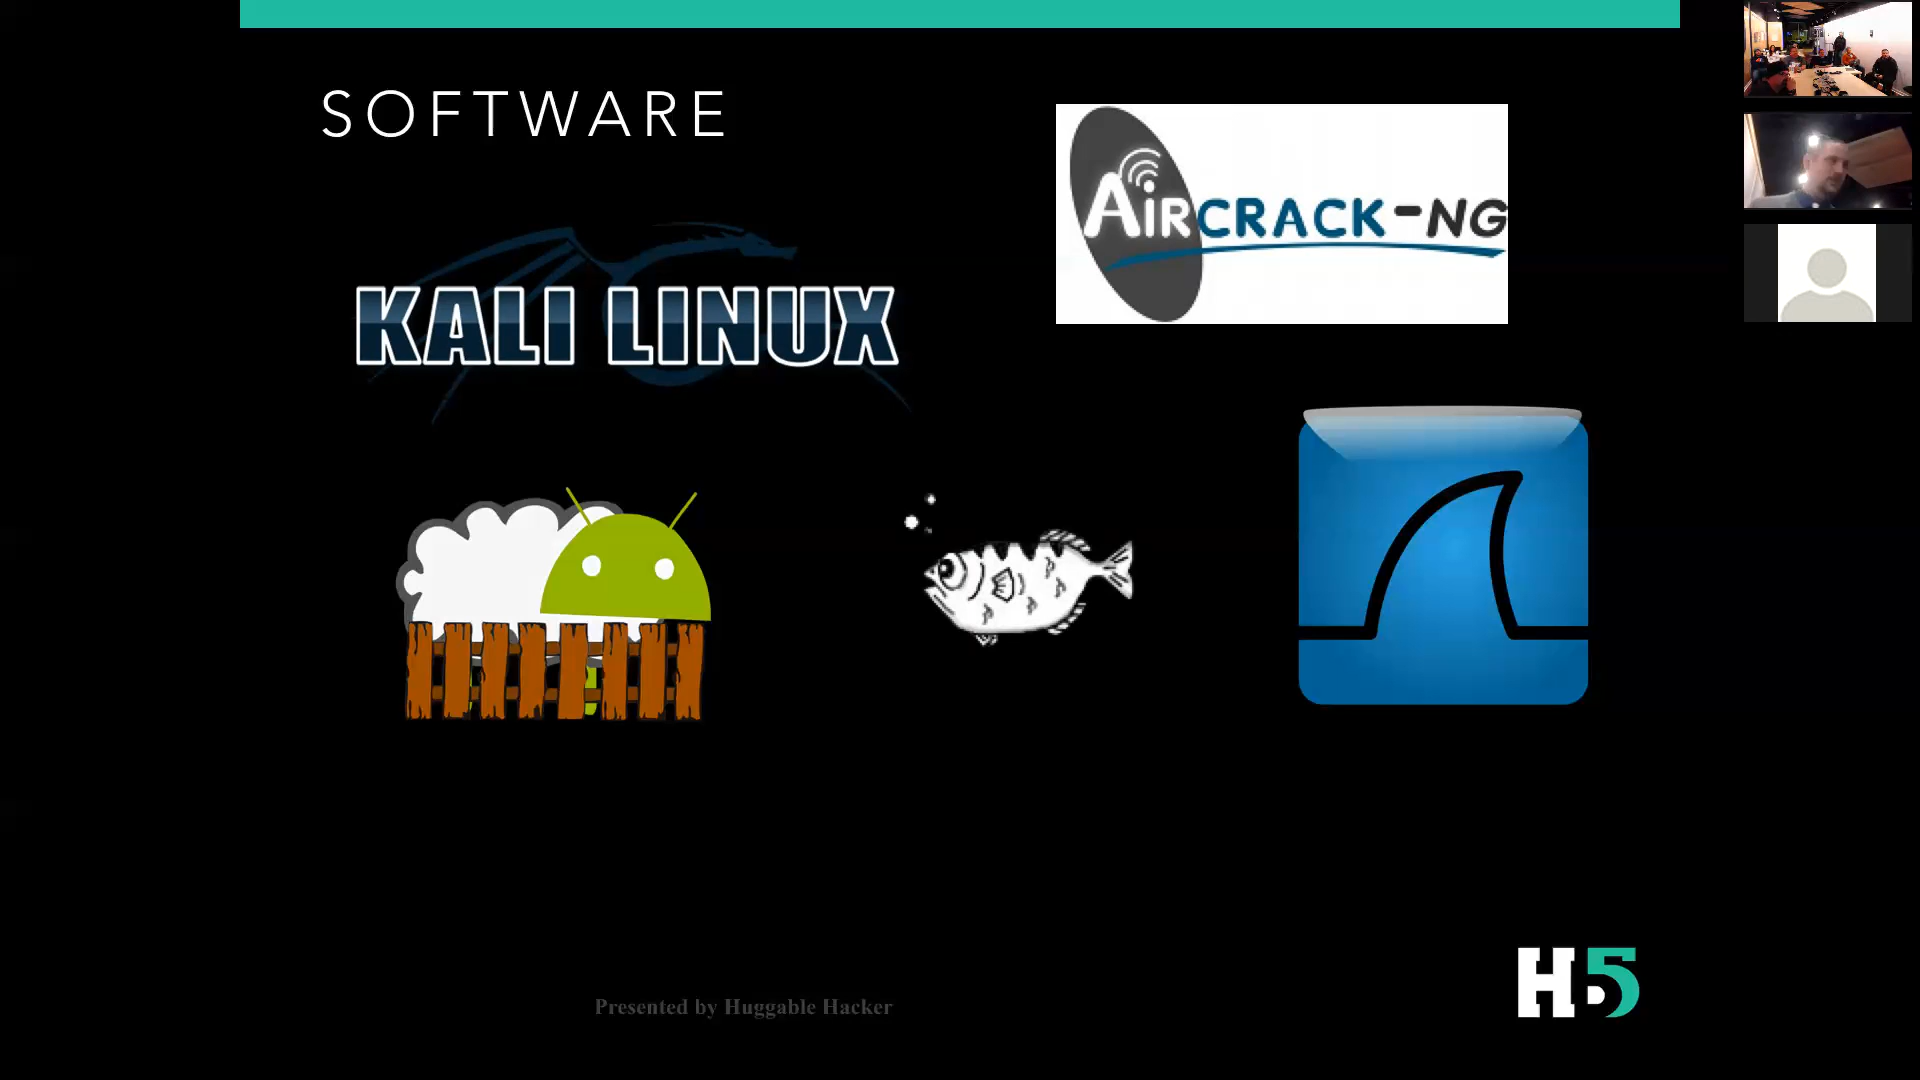 SOFTWARE
AIRCRACK-NG
KALI LINUX
H5
Presented by Huggable Hacker